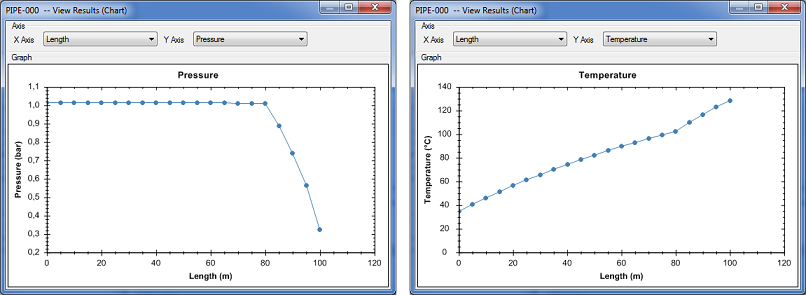 PIPE-000 -- View Results (Chart)
Axis
X Axis Length Y Axis Pressure
Graph
Pressure
1,1
1,0
0,9
0,8
0,7
0,6
0,5
0,4
0,3
0,2
Pressure (bar)
0 20 40 60 80 100 120
Length (m)
PIPE-000 -- View Results (Chart)
Axis
X Axis Length Y Axis Temperature
Graph
Temperature
140
120
100
80
60
40
20
0
Temperature (°C)
0 20 40 60 80 100 120
Length (m)